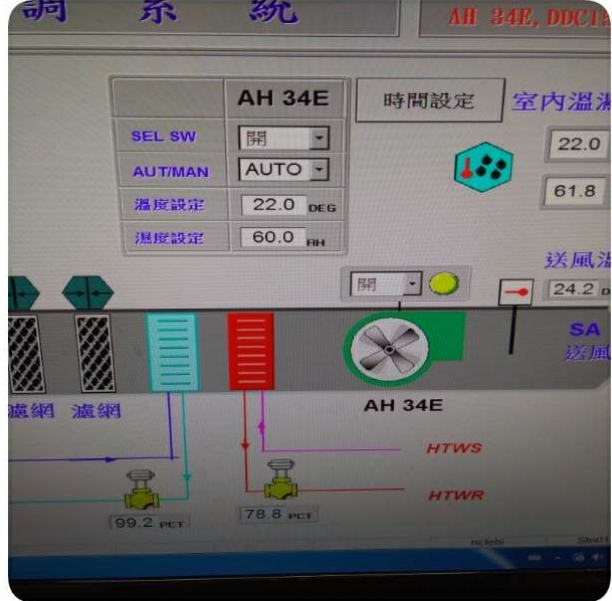 調 系 統
AH 34E, DDC1
AH 34E
時間設定
室內溫
SEL SW
開
22.0
AUT/MAN
AUTO
61.8
溫度設定
22.0 DEG
濕度設定
60.0 RH
送風溫
開
24.2 D
SA
送風
濾網 濾網
AH 34E
HTWS
HTWR
99.2 PCT
78.8 PCT